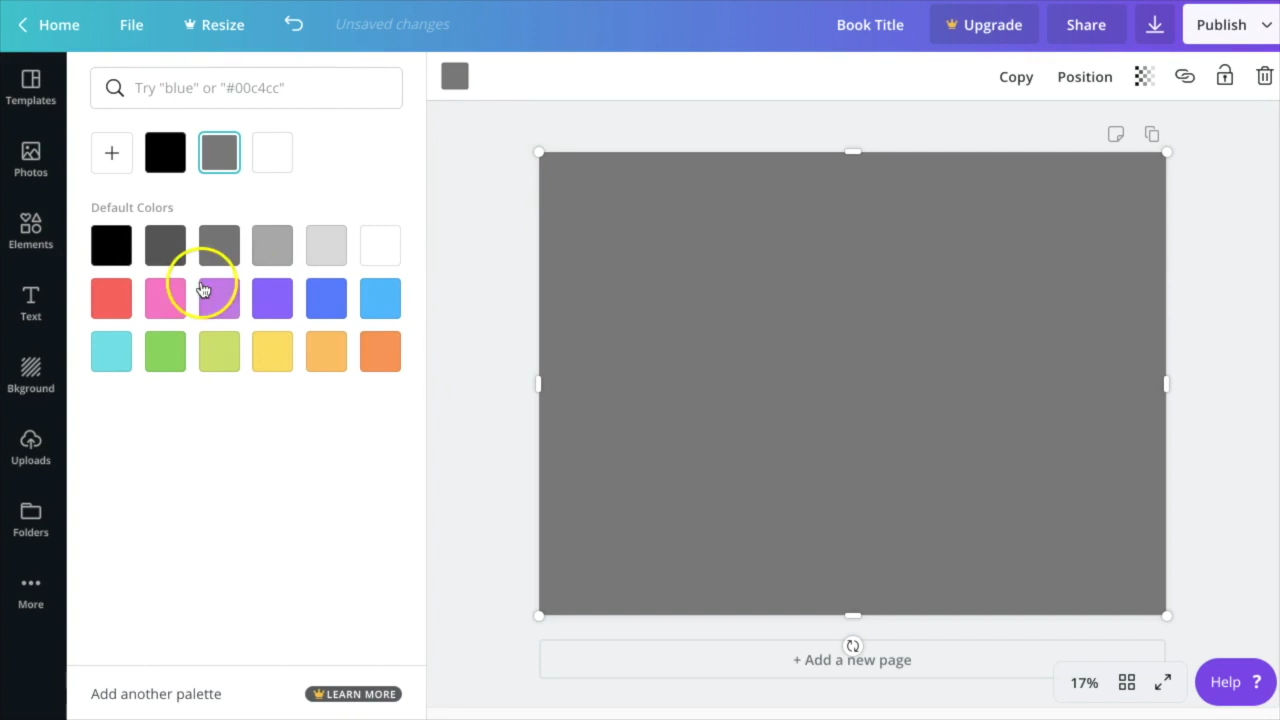 Home
File
Resize
Unsaved changes
Book Title
Upgrade
Share
Publish
Templates
Photos
Elements
Text
Bkground
Uploads
Folders
More
Try "blue" or "#00c4cc"
Default Colors
Add another palette
LEARN MORE
Copy
Position
+ Add a new page
17%
Help ?